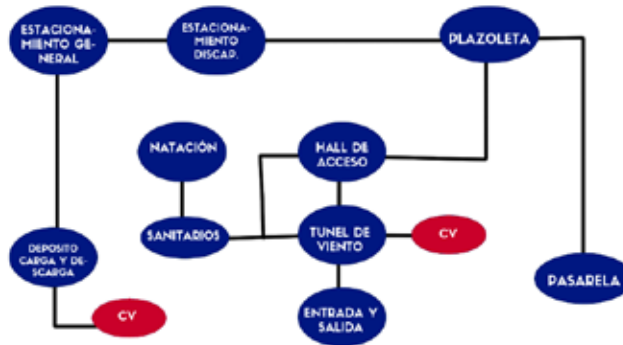 ESTACIONA-
MIENTO GE-
NERAL
ESTACIONA-
MIENTO
DISCAP.
PLAZOLETA
NATACIÓN
HALL DE
ACCESO
SANITARIOS
TUNEL DE
VIENTO
CV
DEPOSITO
CARGA Y DE-
SCARGA
PASARELA
CV
ENTRADA Y
SALIDA